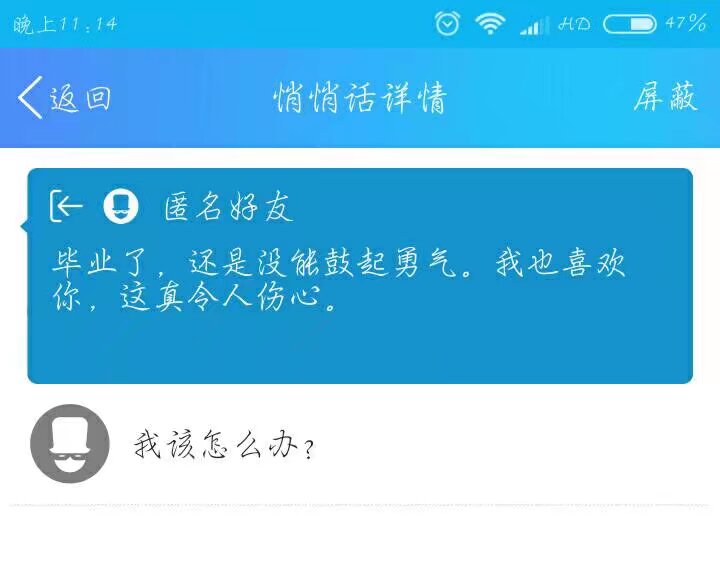 晚上11:14 HD 47%
返回 悄悄话详情 屏蔽
匿名好友
毕业了，还是没能鼓起勇气。我也喜欢
你，这真令人伤心。
我该怎么办？